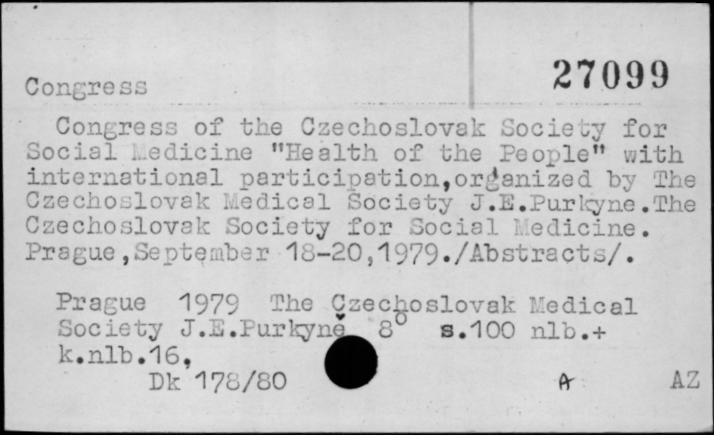 27099
Congress
Congress of the Czechoslovak Society for
Social Medicine "Health of the People" with
international participation,organized by The
Czechoslovak Medical Society J.E.Purkyne.The
Czechoslovak Society for Social Medicine.
Prague,September 18-20,1979./Abstracts/.
Prague 1979 The Czechoslovak Medical
Society J.E.Purkyně 8° s.100 nlb.+
k.nlb.16,
Dk 178/80 A AZ